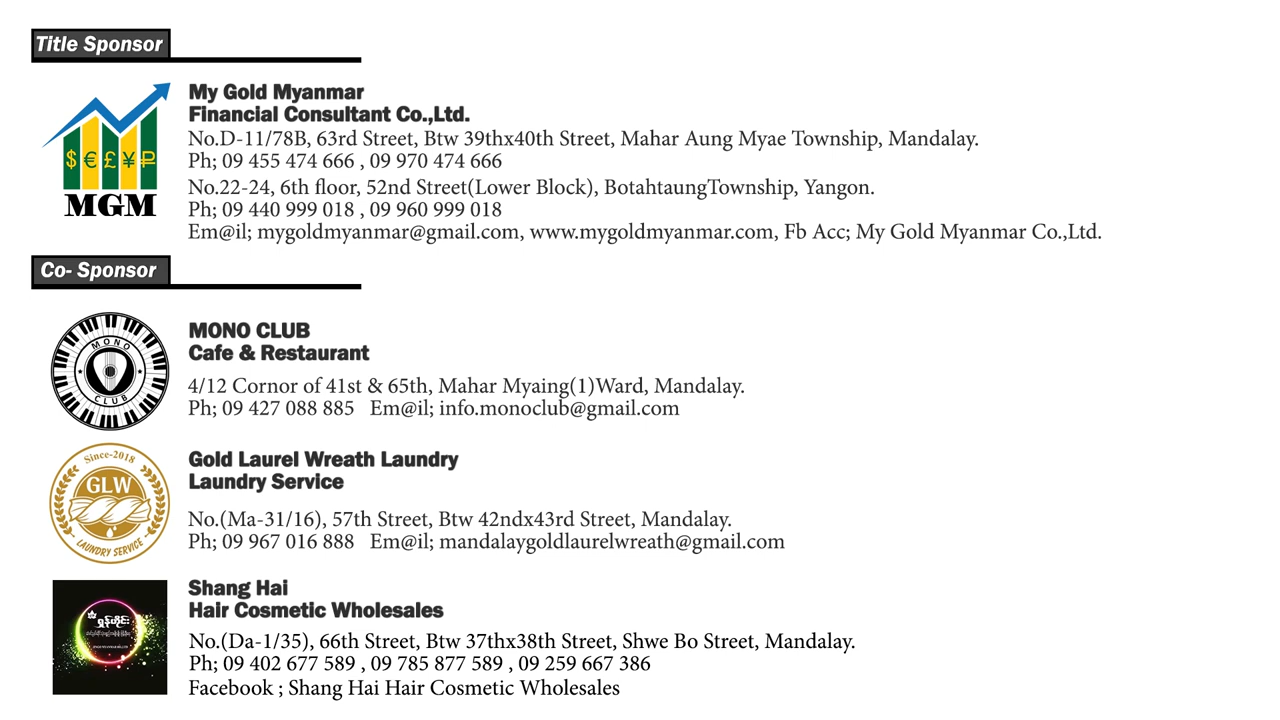 Title Sponsor
My Gold Myanmar
Financial Consultant Co.,Ltd.
No.D-11/78B, 63rd Street, Btw 39thx40th Street, Mahar Aung Myae Township, Mandalay.
Ph; 09 455 474 666 , 09 970 474 666
$ € £ ¥ ₽
MGM
No.22-24, 6th floor, 52nd Street(Lower Block), BotahtaungTownship, Yangon.
Ph; 09 440 999 018 , 09 960 999 018
Em@il; mygoldmyanmar@gmail.com, www.mygoldmyanmar.com, Fb Acc; My Gold Myanmar Co.,Ltd.
Co- Sponsor
MONO
CLUB
MONO CLUB
Cafe & Restaurant
4/12 Cornor of 41st & 65th, Mahar Myaing(1)Ward, Mandalay.
Ph; 09 427 088 885 Em@il; info.monoclub@gmail.com
Since-2018
GLW
LAUNDRY SERVICE
Gold Laurel Wreath Laundry
Laundry Service
No.(Ma-31/16), 57th Street, Btw 42ndx43rd Street, Mandalay.
Ph; 09 967 016 888 Em@il; mandalaygoldlaurelwreath@gmail.com
ရှန်ဟိုင်း
Shang Hai
Hair Cosmetic Wholesales
No.(Da-1/35), 66th Street, Btw 37thx38th Street, Shwe Bo Street, Mandalay.
Ph; 09 402 677 589 , 09 785 877 589 , 09 259 667 386
Facebook ; Shang Hai Hair Cosmetic Wholesales